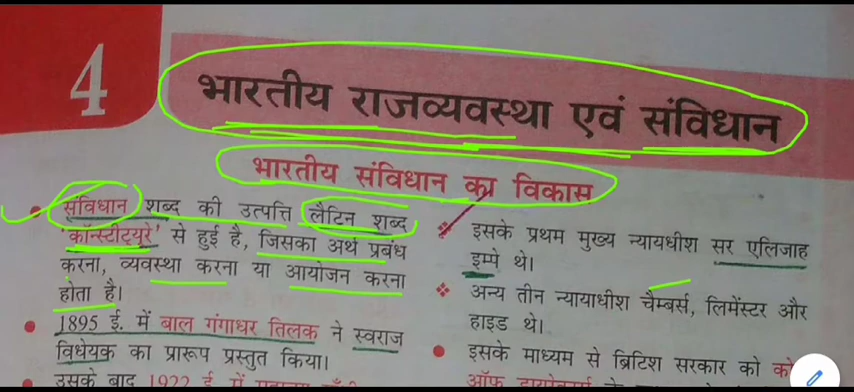 4
भारतीय राजव्यवस्था एवं संविधान
भारतीय संविधान का विकास
संविधान शब्द की उत्पत्ति लैटिन शब्द
'कॉन्स्टीट्यूरे' से हुई है, जिसका अर्थ प्रबंध
करना, व्यवस्था करना या आयोजन करना
होता है।
1895 ई. में बाल गंगाधर तिलक ने स्वराज
विधेयक का प्रारूप प्रस्तुत किया।
उसके बाद 1922 ई. में
इसके प्रथम मुख्य न्यायधीश सर एलिजाह
इम्पे थे।
अन्य तीन न्यायाधीश चैम्बर्स, लिमेंस्टर और
हाइड थे।
इसके माध्यम से ब्रिटिश सरकार को
ऑफ